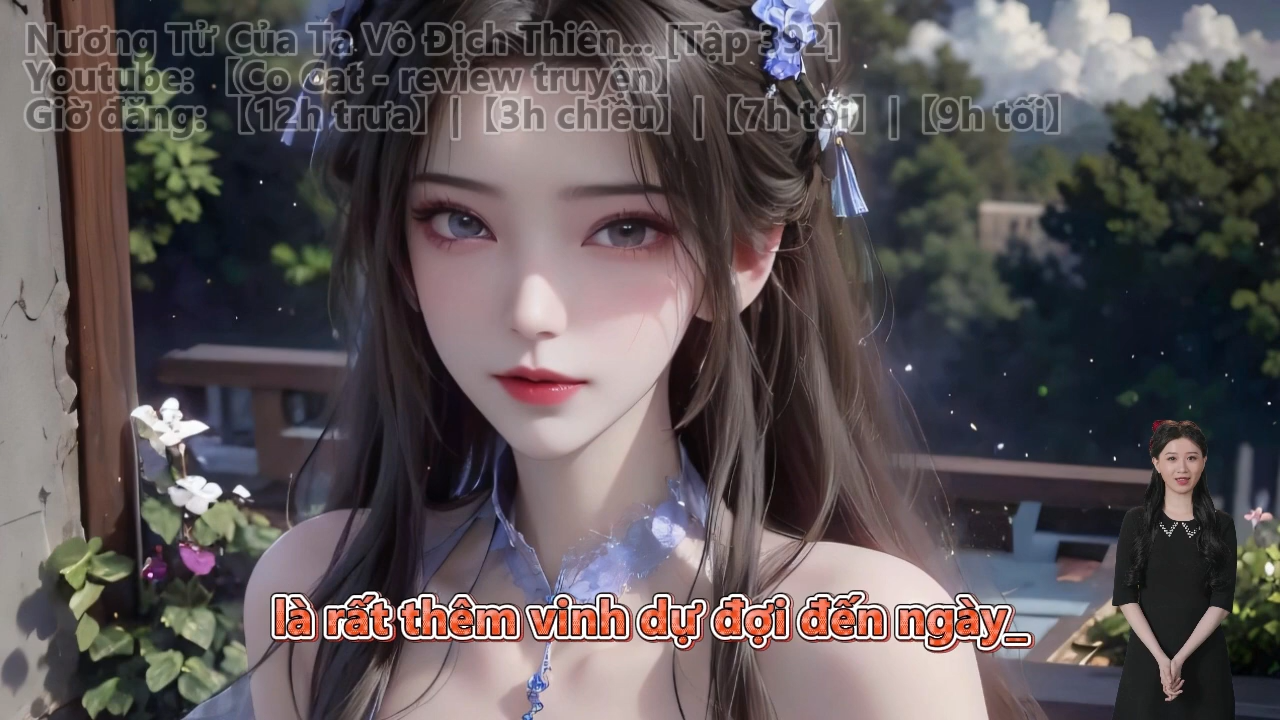 Nương Tử Của Ta Vô Địch Thiên... [Tập 392]
Youtube: [Cơ Cat - review truyện]
Giờ đăng: [12h trưa] | [3h chiều] | [7h tối] | [9h tối]
là rất thêm vinh dự đợi đến ngày_